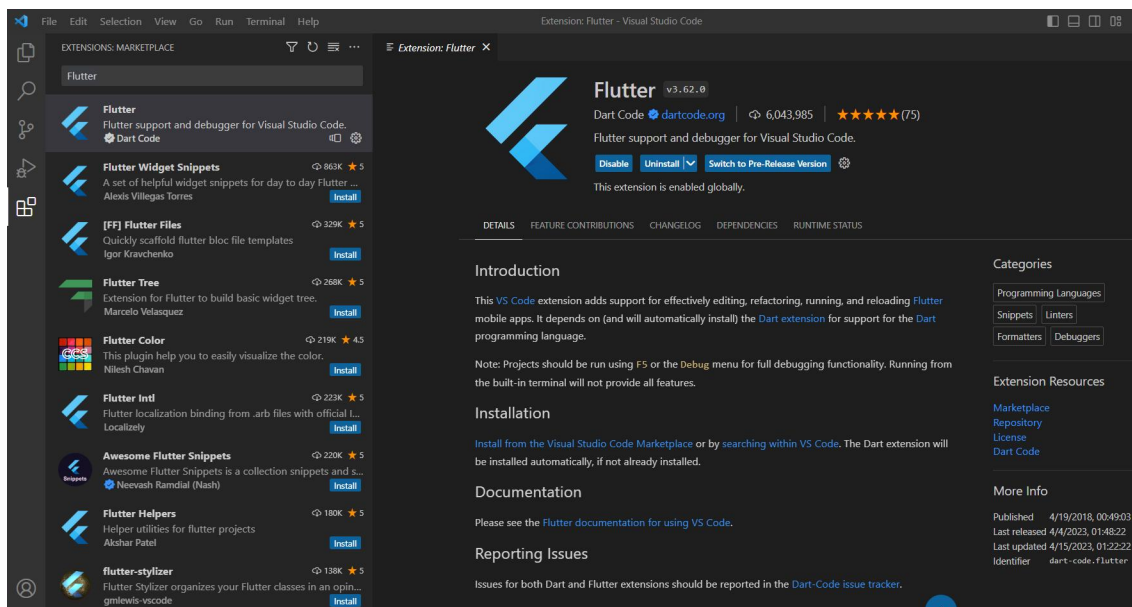 File Edit Selection View Go Run Terminal Help
Extension: Flutter - Visual Studio Code
EXTENSIONS: MARKETPLACE
Flutter
Flutter
Flutter support and debugger for Visual Studio Code.
Dart Code
Flutter Widget Snippets 863K 5
A set of helpful widget snippets for day to day Flutter ...
Alexis Villegas Torres Install
[FF] Flutter Files 329K 5
Quickly scaffold flutter bloc file templates
Igor Kravchenko Install
Flutter Tree 268K 5
Extension for Flutter to build basic widget tree.
Marcelo Velasquez Install
CCS
Flutter Color 219K 4.5
This plugin help you to easily visualize the color.
Nilesh Chavan Install
Flutter Intl 223K 5
Flutter localization binding from .arb files with official I...
Localizely Install
Snippets
Awesome Flutter Snippets 220K 5
Awesome Flutter Snippets is a collection snippets and s...
Neevash Ramdial (Nash) Install
Flutter Helpers 180K 5
Helper utilities for flutter projects
Akshar Patel Install
flutter-stylizer 138K 5
Flutter Stylizer organizes your Flutter classes in an opin...
gmlewis-vscode Install
Extension: Flutter
Flutter v3.62.0
Dart Code dartcode.org 6,043,985 (75)
Flutter support and debugger for Visual Studio Code.
Disable Uninstall Switch to Pre-Release Version
This extension is enabled globally.
DETAILS FEATURE CONTRIBUTIONS CHANGELOG DEPENDENCIES RUNTIME STATUS
Introduction
This VS Code extension adds support for effectively editing, refactoring, running, and reloading Flutter
mobile apps. It depends on (and will automatically install) the Dart extension for support for the Dart
programming language.
Note: Projects should be run using F5 or the Debug menu for full debugging functionality. Running from
the built-in terminal will not provide all features.
Installation
Install from the Visual Studio Code Marketplace or by searching within VS Code. The Dart extension will
be installed automatically, if not already installed.
Documentation
Please see the Flutter documentation for using VS Code.
Reporting Issues
Issues for both Dart and Flutter extensions should be reported in the Dart-Code issue tracker.
Categories
Programming Languages
Snippets Linters
Formatters Debuggers
Extension Resources
Marketplace
Repository
License
Dart Code
More Info
Published 4/19/2018, 00:49:03
Last released 4/4/2023, 01:48:22
Last updated 4/15/2023, 01:22:22
Identifier dart-code.flutter